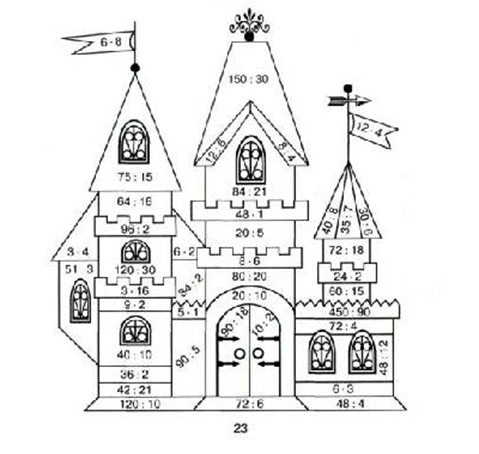 6 · 8
150 : 30
12 : 4
12 : 6
8 : 4
75 : 15
84 : 21
64 : 16
48 · 1
40 : 8
35 : 7
30 : 6
96 : 2
20 : 5
3 · 4
6 · 2
72 : 18
51 : 3
120 : 30
8 · 6
24 · 2
3 · 16
34 : 2
80 : 20
60 : 15
9 · 2
5 · 1
20 : 10
450 : 90
90 : 18
10 : 2
72 : 4
40 : 10
90 : 5
48 : 12
36 : 2
42 : 21
6 · 3
120 : 10
72 : 6
48 : 4
23